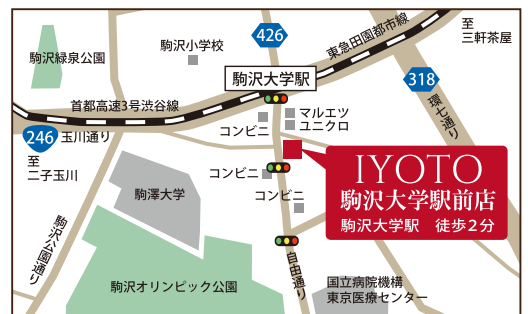 426
至
三軒茶屋
東急田園都市線
駒沢緑泉公園
駒沢小学校
駒沢大学駅
318
環七通り
首都高速3号渋谷線
マルエツ
ユニクロ
コンビニ
246
玉川通り
至
二子玉川
IYOTO
駒沢大学駅前店
駒沢大学駅 徒歩2分
コンビニ
駒澤大学
コンビニ
駒沢公園通り
自由通り
駒沢オリンピック公園
国立病院機構
東京医療センター